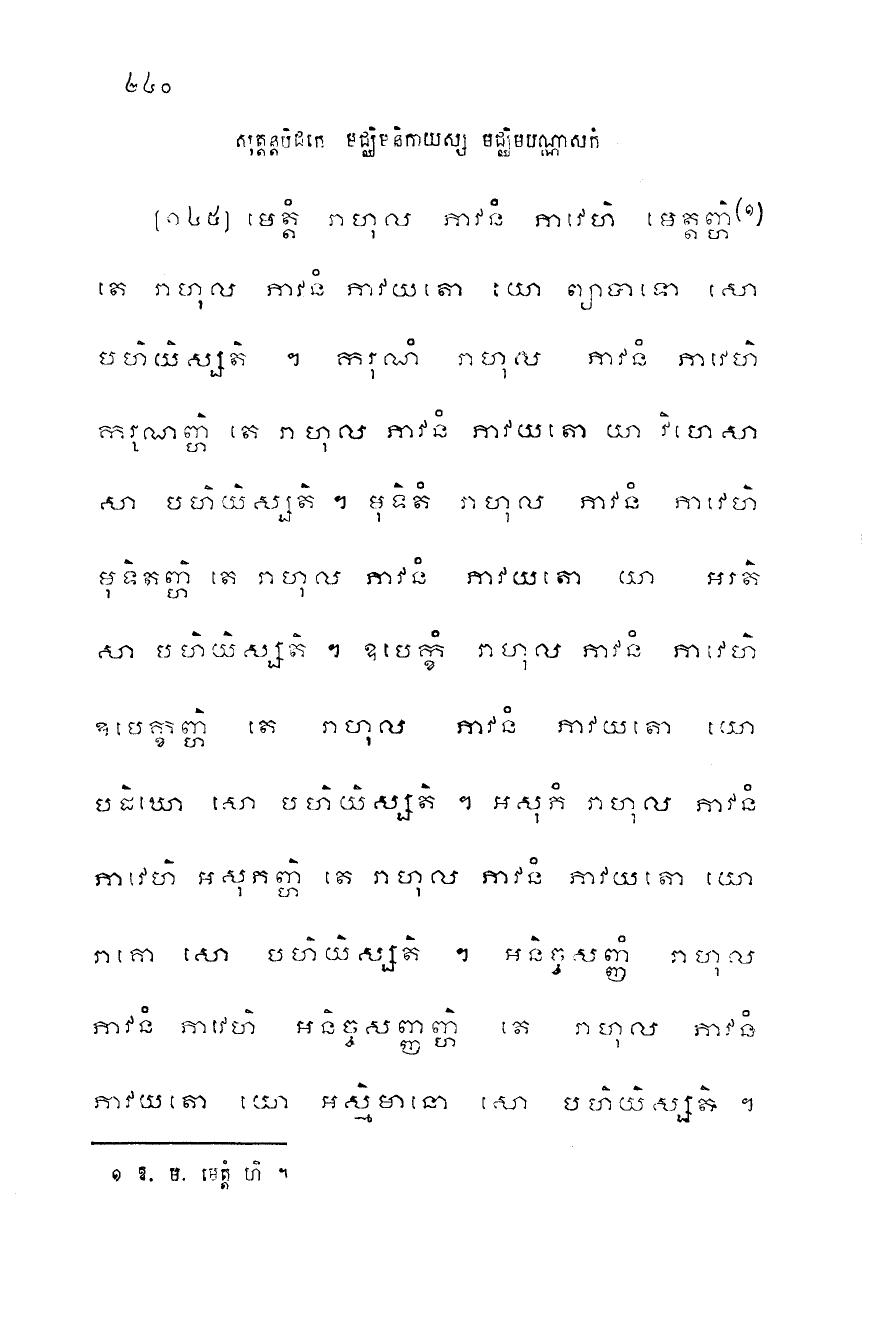 ២៤០
សុត្តន្តបិដកេ មជ្ឈិមនិកាយស្ស មជ្ឈិមបណ្ណាសកំ
[១៤៥] មេត្តំ រាហុល ភាវនំ ភាវេហិ មេត្តញ្ហិ(១)
តេ រាហុល ភាវនំ ភាវយតោ យោ ព្យាបាទោ សោ
បហិយិស្សតិ ។ ករុណំ រាហុល ភាវនំ ភាវេហិ
ករុណញ្ហិ តេ រាហុល ភាវនំ ភាវយតោ យា វិហេសា
សា បហិយិស្សតិ ។ មុទិតំ រាហុល ភាវនំ ភាវេហិ
មុទិតញ្ហិ តេ រាហុល ភាវនំ ភាវយតោ យា អរតិ
សា បហិយិស្សតិ ។ ឧបេក្ខំ រាហុល ភាវនំ ភាវេហិ
ឧបេក្ខញ្ហិ តេ រាហុល ភាវនំ ភាវយតោ យោ
បដិឃោ សោ បហិយិស្សតិ ។ អសុភំ រាហុល ភាវនំ
ភាវេហិ អសុភញ្ហិ តេ រាហុល ភាវនំ ភាវយតោ យោ
រាគោ សោ បហិយិស្សតិ ។ អនិច្ចសញ្ញំ រាហុល
ភាវនំ ភាវេហិ អនិច្ចសញ្ញញ្ហិ តេ រាហុល ភាវនំ
ភាវយតោ យោ អស្មិមានោ សោ បហិយិស្សតិ ។
១ ឱ. ម. មេត្តំ ហិ ។